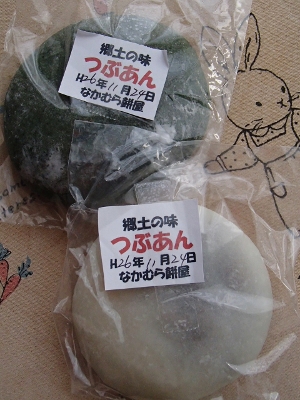 郷土の味
つぶあん
H26年11月24日
なかむら餅屋
郷土の味
つぶあん
H26年11月24日
なかむら餅屋